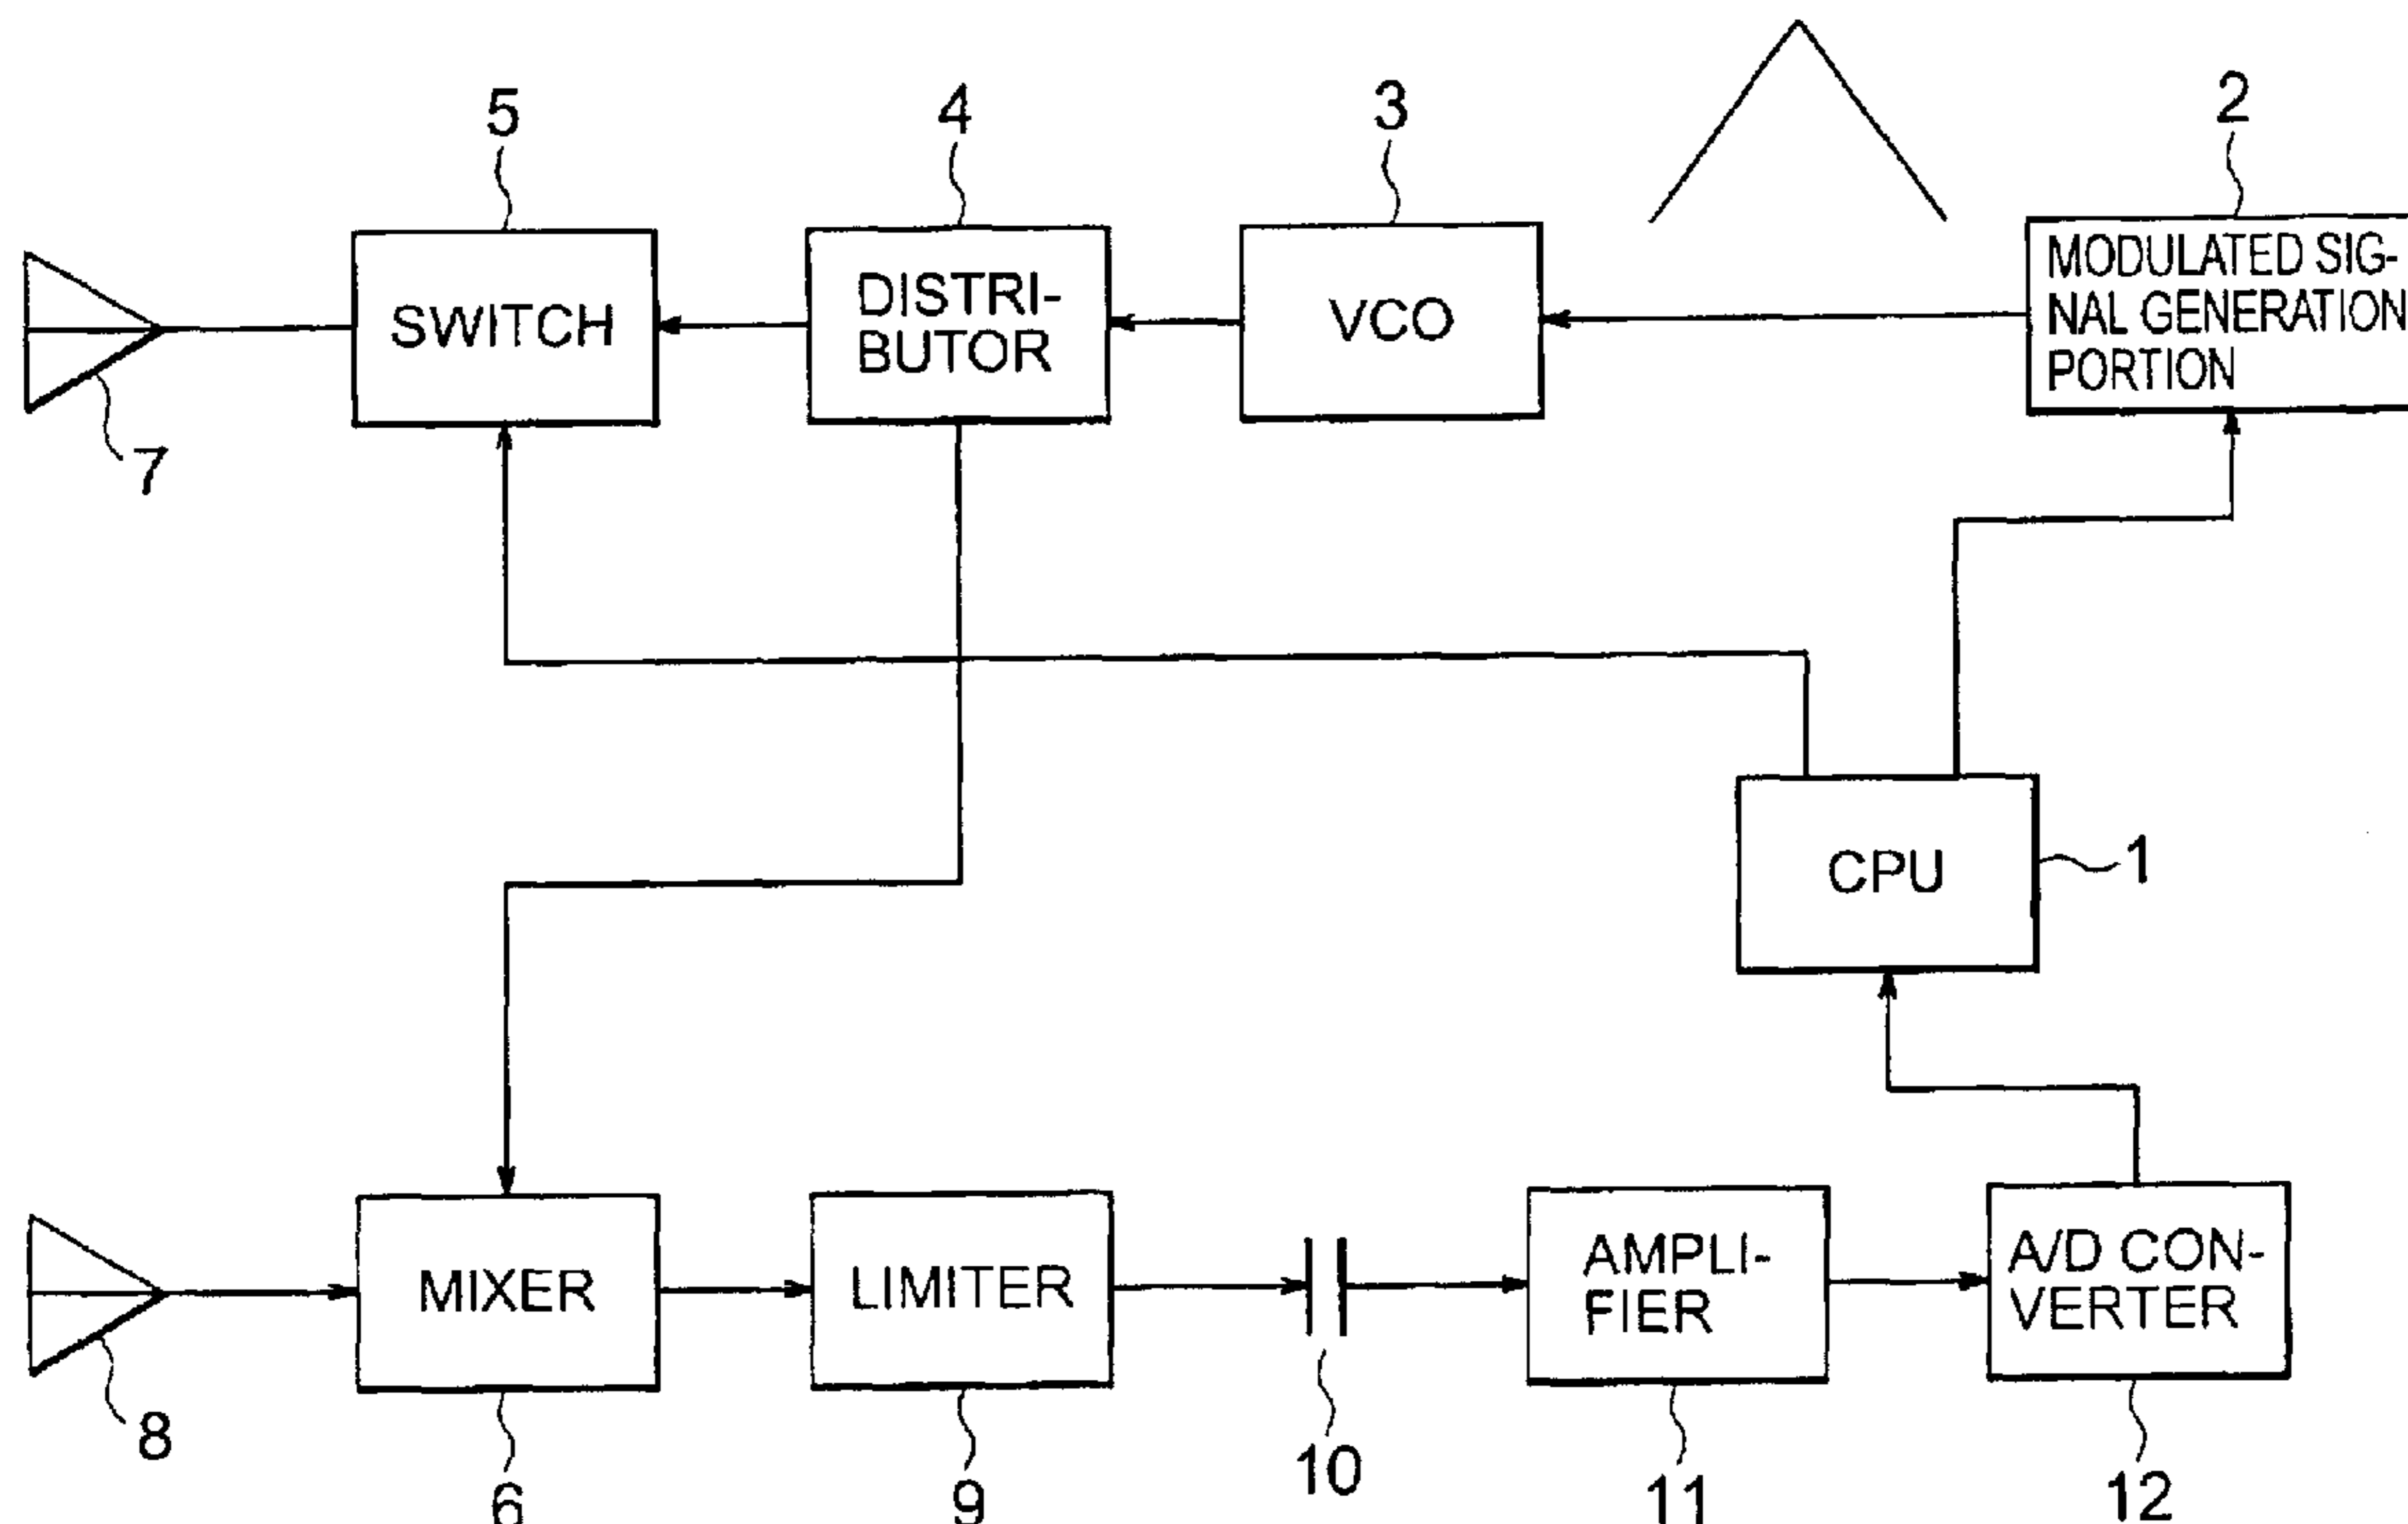 5
4
3
2
SWITCH
DISTRI-
BUTOR
VCO
MODULATED SIG-
NAL GENERATION
PORTION
7
CPU
1
MIXER
LIMITER
AMPLI-
FIER
A/D CON-
VERTER
8
6
9
10
11
12